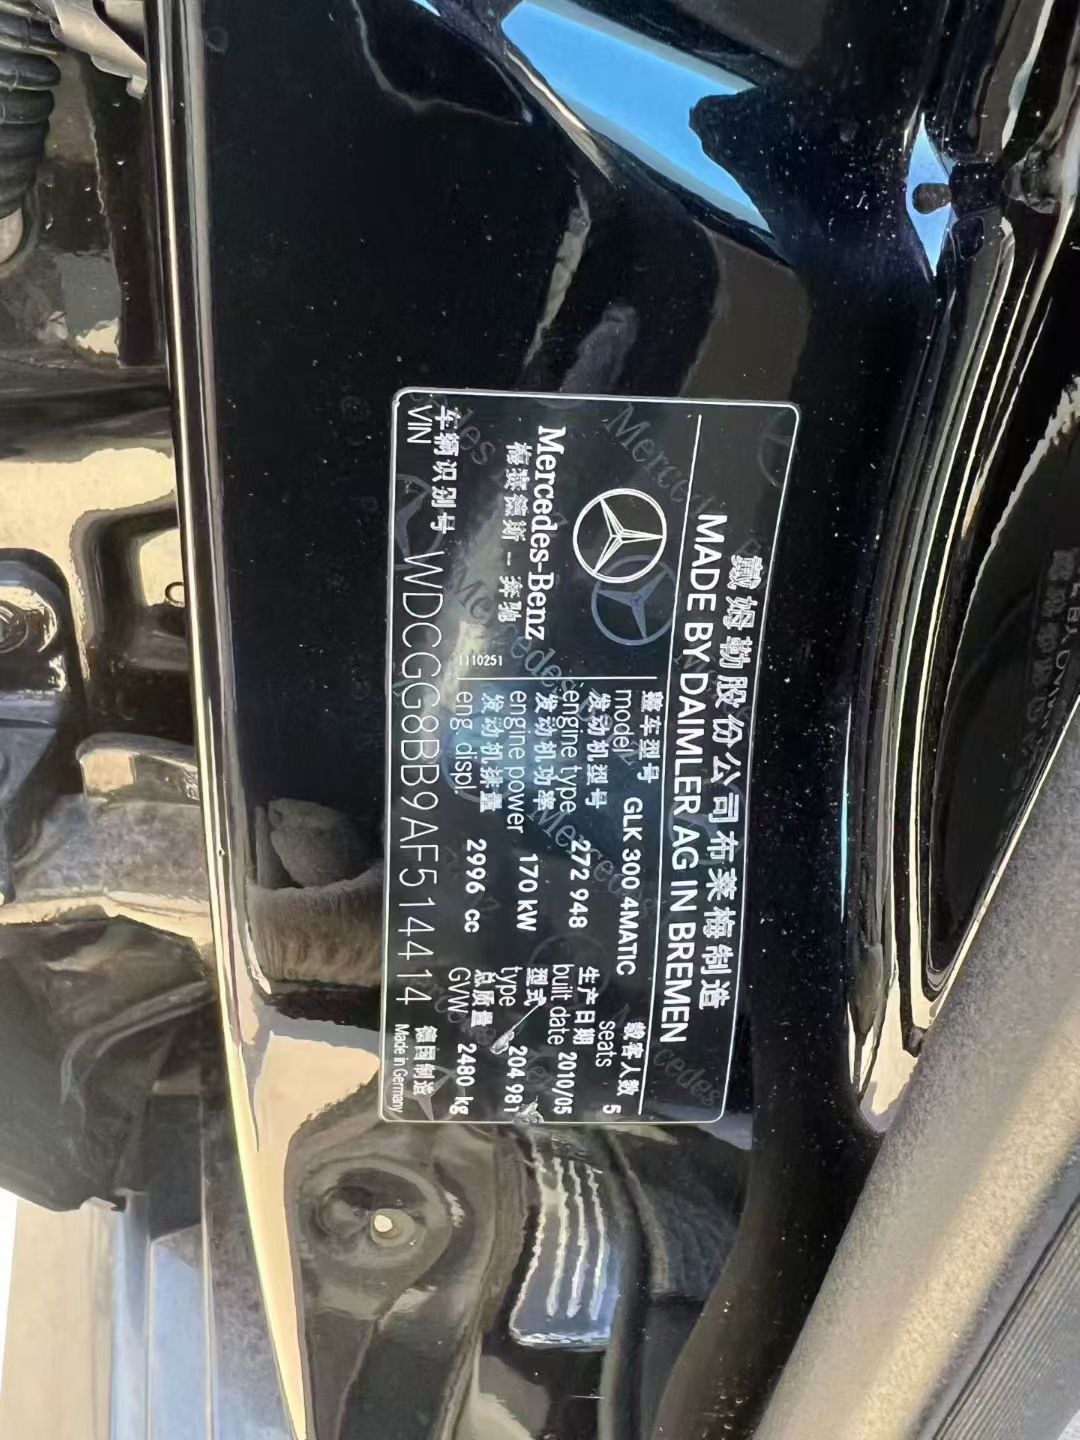 戴姆勒股份公司布莱梅制造
MADE BY DAIMLER AG IN BREMEN
Mercedes-Benz
梅赛德斯-奔驰
1110251
整车型号
model
GLK 300 4MATIC
载客人数
seats 5
发动机型号
engine type 272 948
生产日期
built date 2010/05
发动机功率
engine power 170 kW
型式
type 204 981
发动机排量
eng. displ. 2996 cc
总质量
GVW 2480 kg
车辆识别号
VIN
WDCGG8BB9AF514414
德国制造
Made in Germany